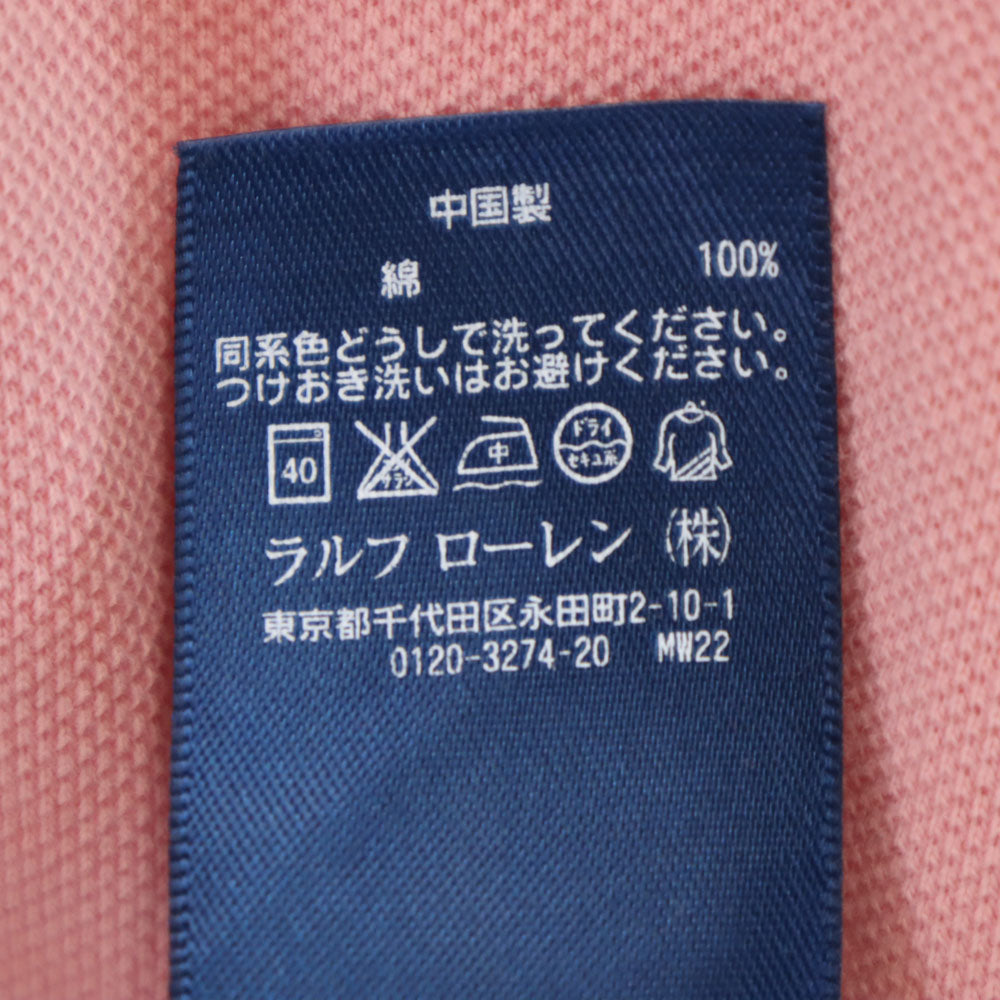 中国製
綿 100%
同系色どうしで洗ってください。
つけおき洗いはお避けください。
40 サラシ 中 ドライ セキユ系
ラルフ ローレン (株)
東京都千代田区永田町2-10-1
0120-3274-20 MW22